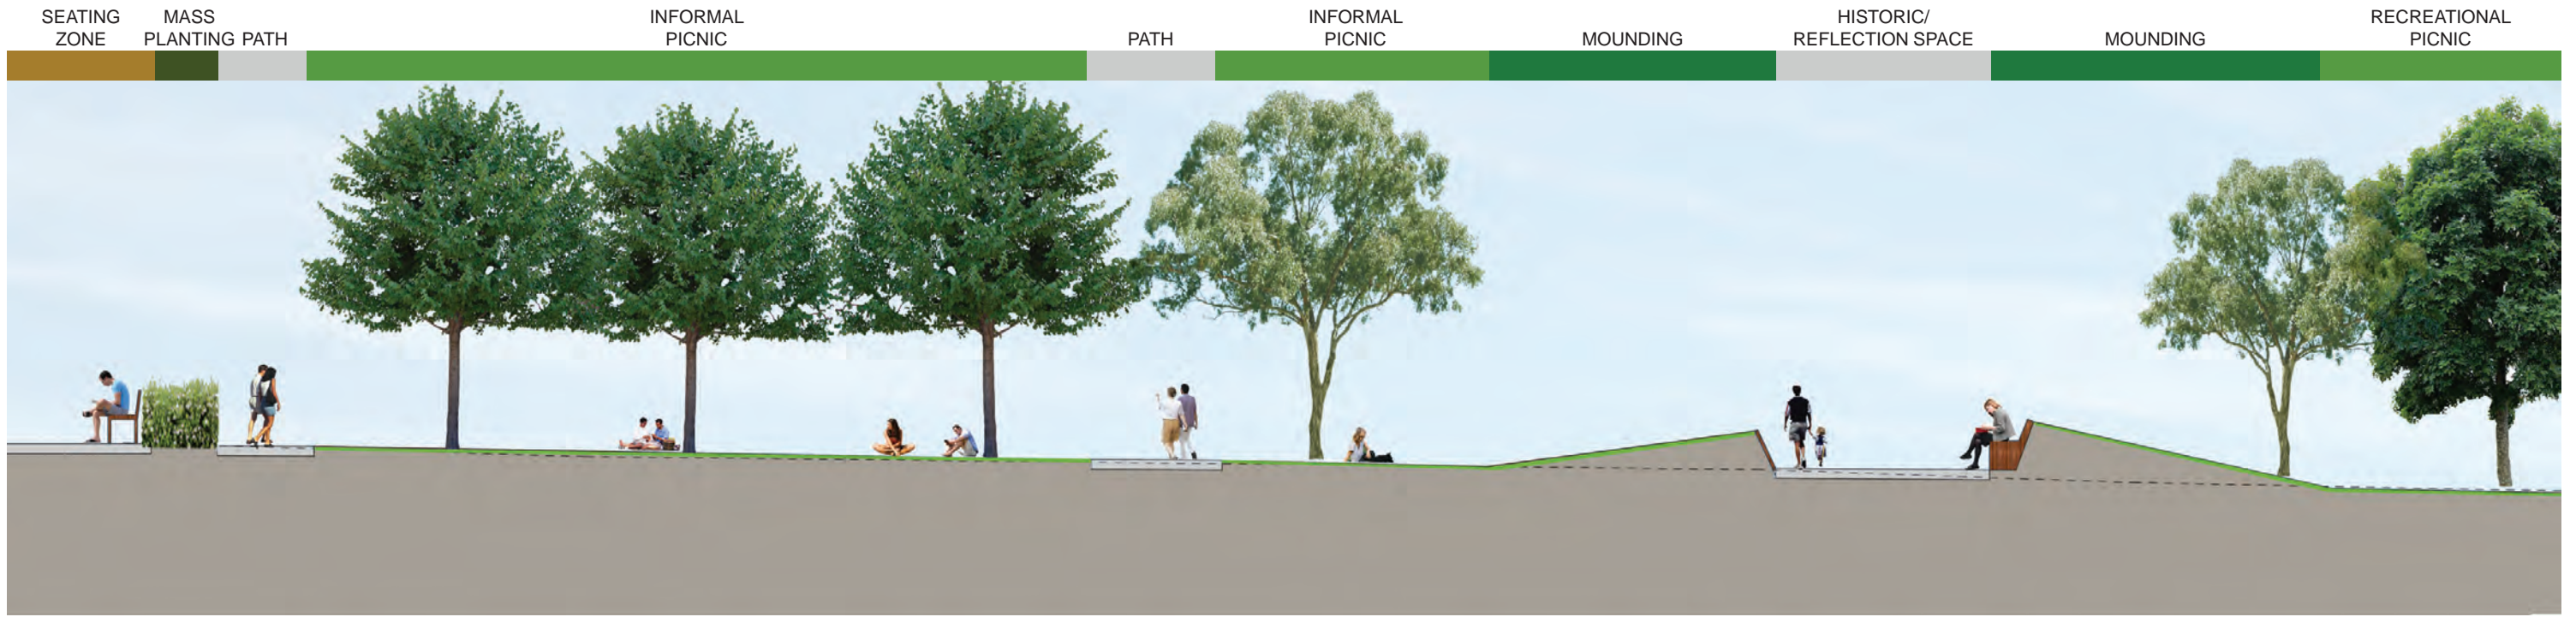 SEATING
ZONE
MASS
PLANTING
PATH
INFORMAL
PICNIC
PATH
INFORMAL
PICNIC
MOUNDING
HISTORIC/
REFLECTION SPACE
MOUNDING
RECREATIONAL
PICNIC